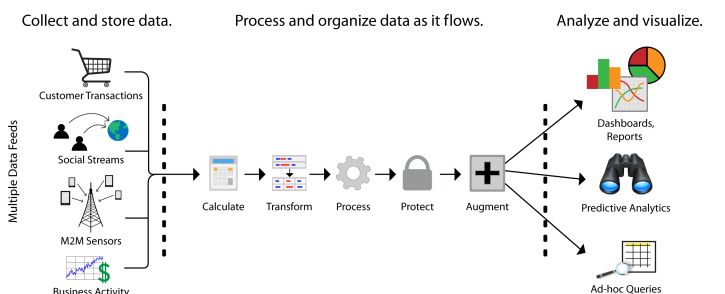 Collect and store data.
Process and organize data as it flows.
Analyze and visualize.
Multiple Data Feeds
Customer Transactions
Social Streams
M2M Sensors
Business Activity
Calculate
Transform
Process
Protect
Augment
Dashboards,
Reports
Predictive Analytics
Ad-hoc Queries